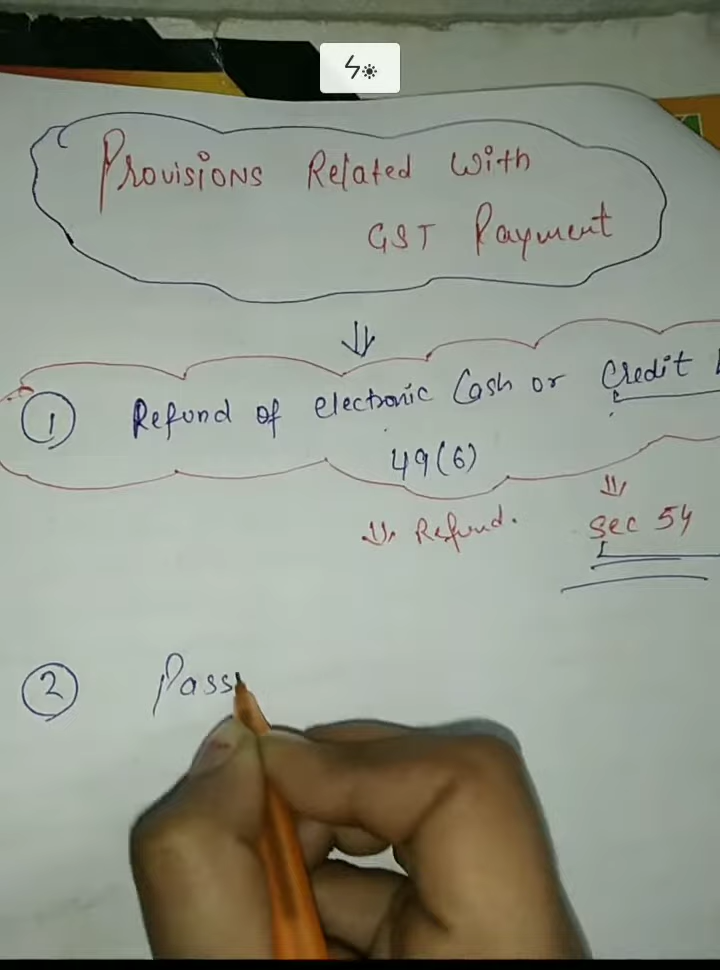 Provisions Related With
GST Payment
⇓
① Refund of electronic Cash or Credit
49(6)
⇓ Refund.
⇓
Sec 54
② Pass